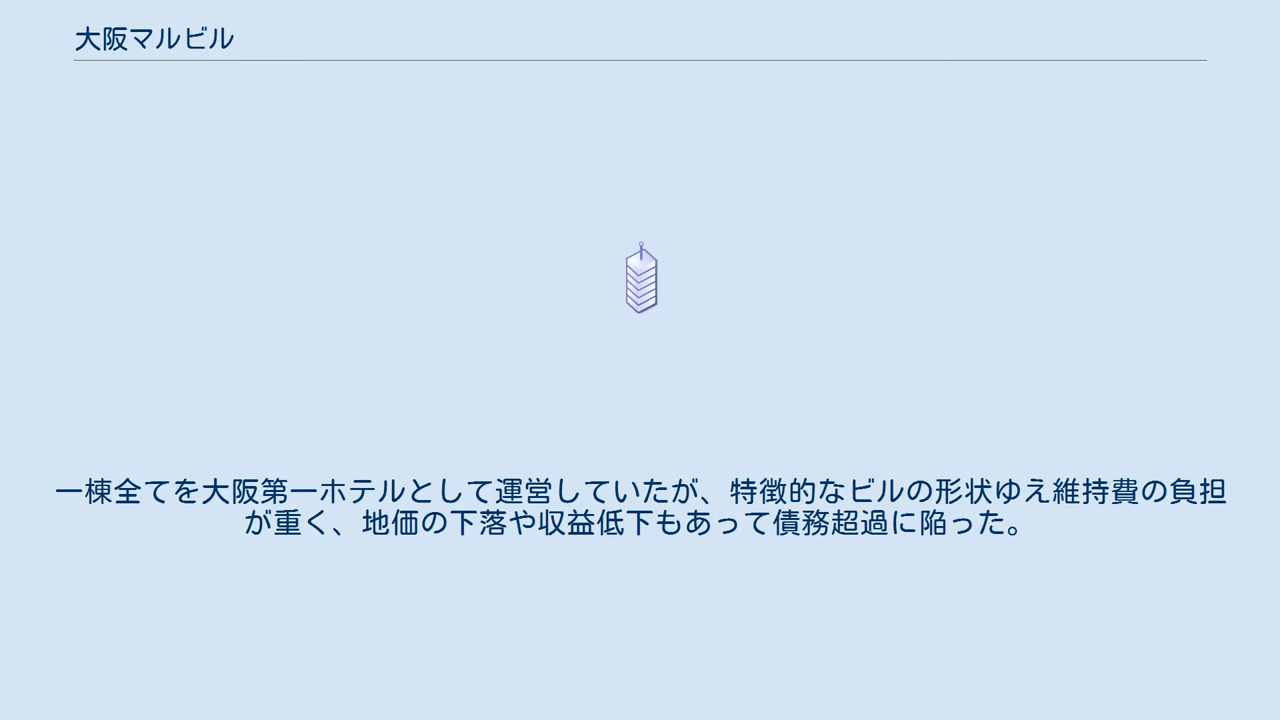 大阪マルビル
一棟全てを大阪第一ホテルとして運営していたが、特徴的なビルの形状ゆえ維持費の負担
が重く、地価の下落や収益低下もあって債務超過に陥った。